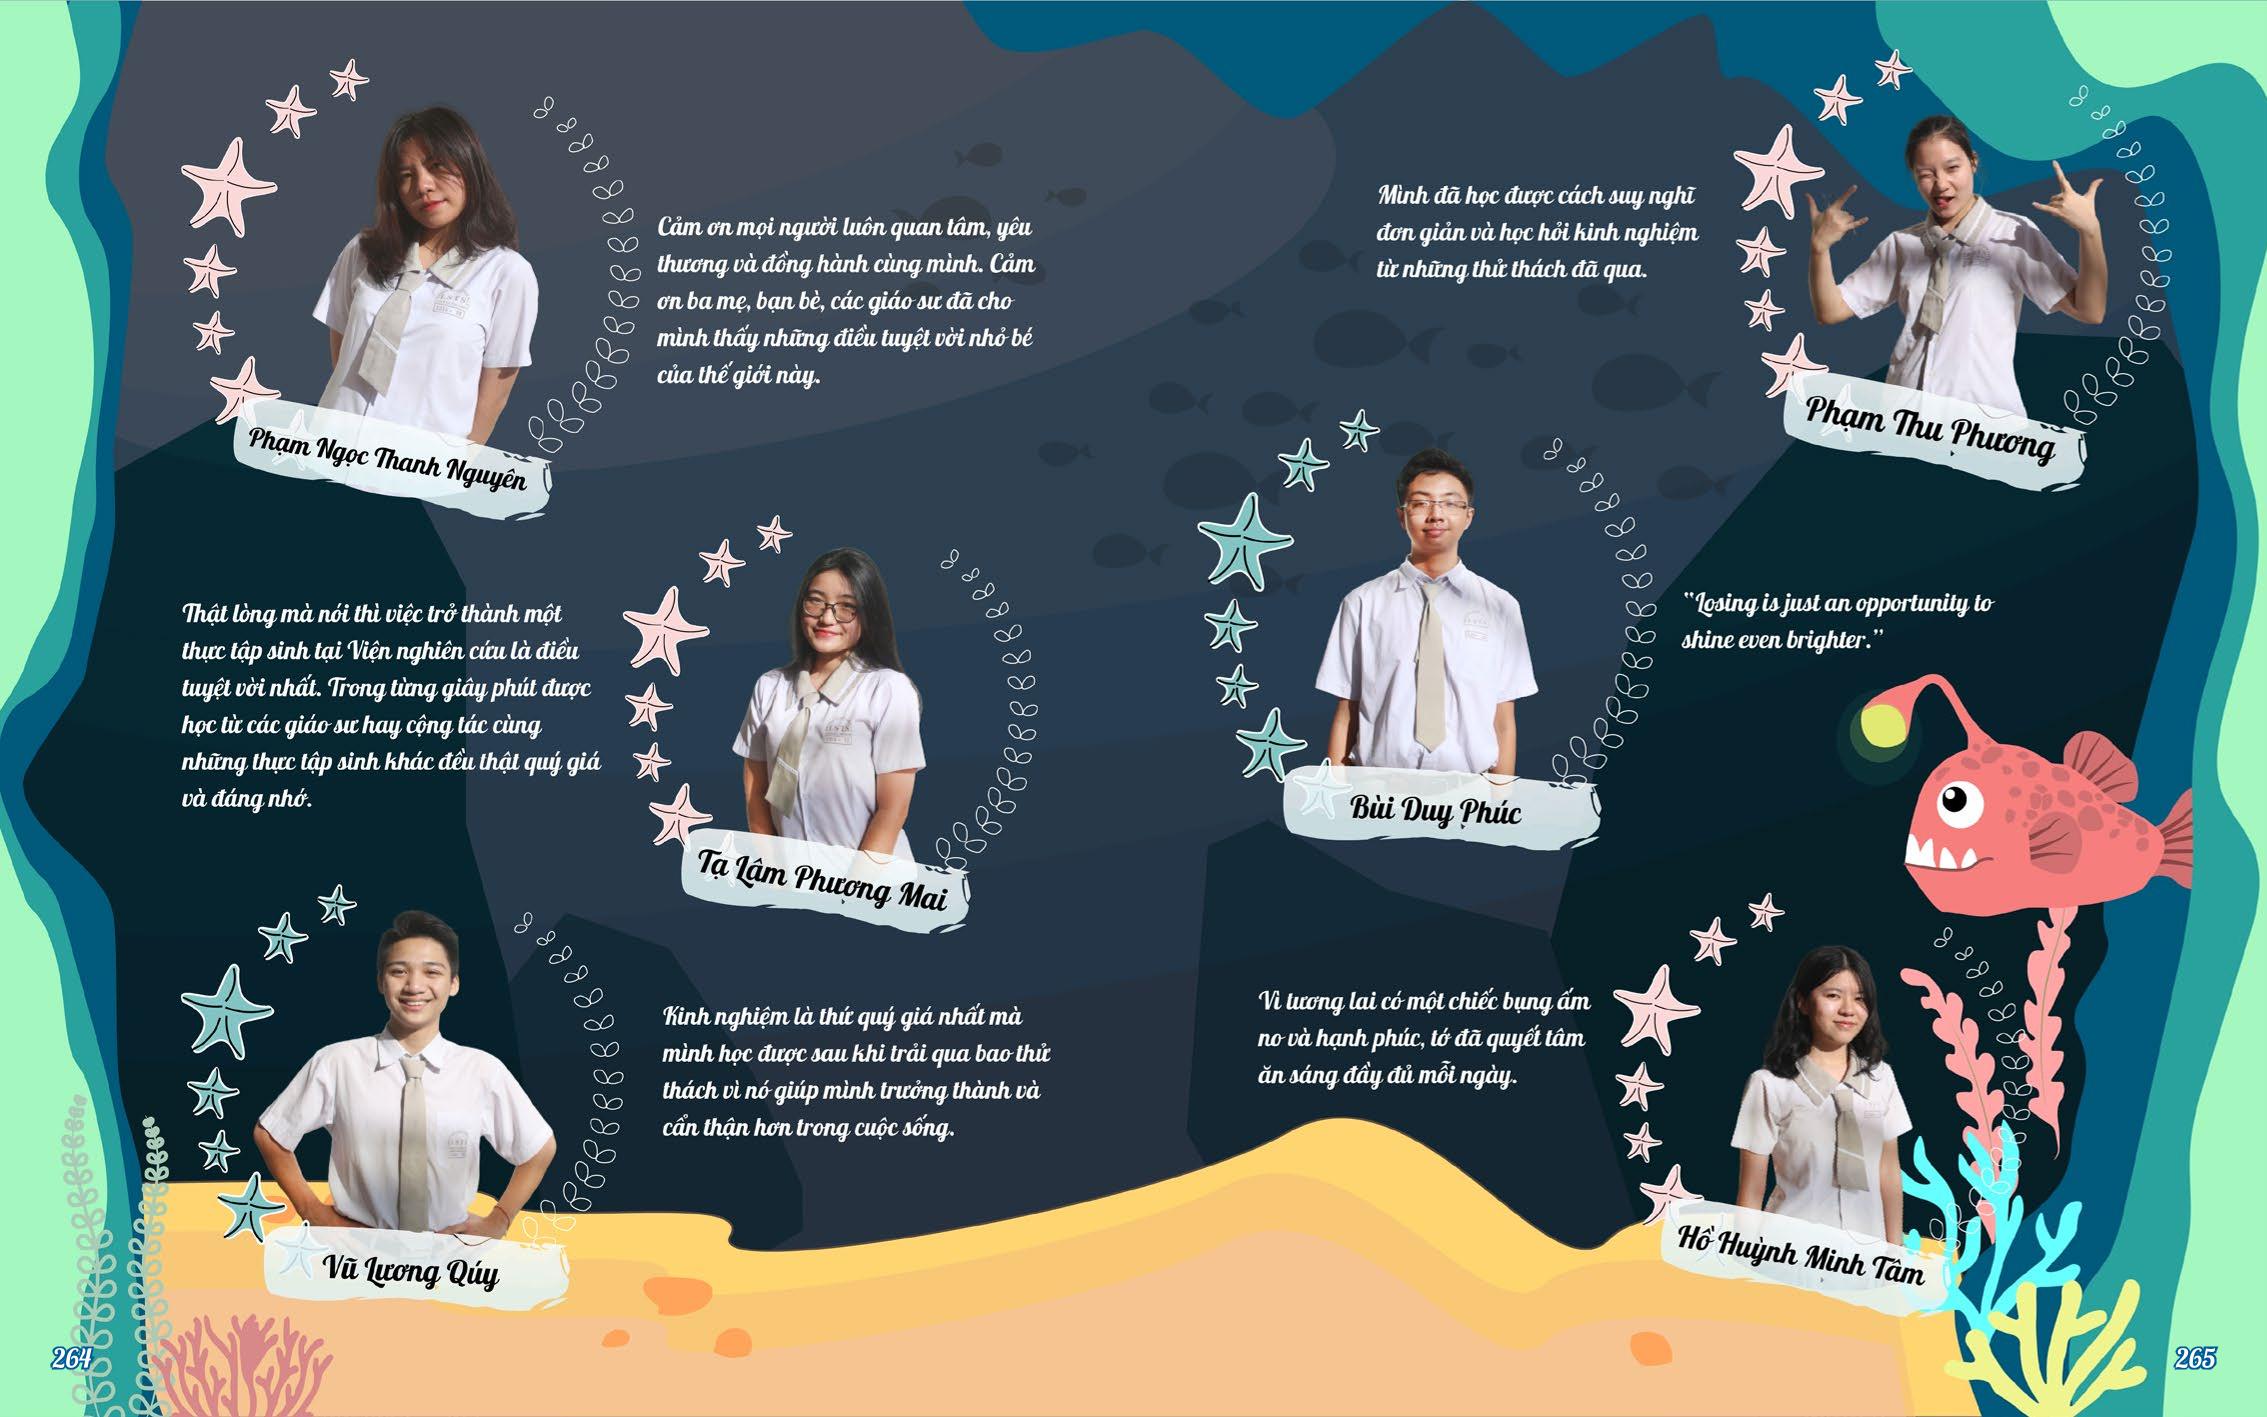 Cảm ơn mọi người luôn quan tâm, yêu
thương và đồng hành cùng mình. Cảm
ơn ba mẹ, bạn bè, các giáo sư đã cho
mình thấy những điều tuyệt vời nhỏ bé
của thế giới này.
Phạm Ngọc Thanh Nguyên
Thật lòng mà nói thì việc trở thành một
thực tập sinh tại Viện nghiên cứu là điều
tuyệt vời nhất. Trong từng giây phút được
học từ các giáo sư hay cộng tác cùng
những thực tập sinh khác đều thật quý giá
và đáng nhớ.
Tạ Lâm Phượng Mai
Kinh nghiệm là thứ quý giá nhất mà
mình học được sau khi trải qua bao thử
thách vì nó giúp mình trưởng thành và
cẩn thận hơn trong cuộc sống.
Vũ Lương Qúy
264
Mình đã học được cách suy nghĩ
đơn giản và học hỏi kinh nghiệm
từ những thử thách đã qua.
Phạm Thu Phương
"Losing is just an opportunity to
shine even brighter."
Bùi Duy Phúc
Vì tương lai có một chiếc bụng ấm
no và hạnh phúc, tớ đã quyết tâm
ăn sáng đầy đủ mỗi ngày.
Hồ Huỳnh Minh Tâm
265